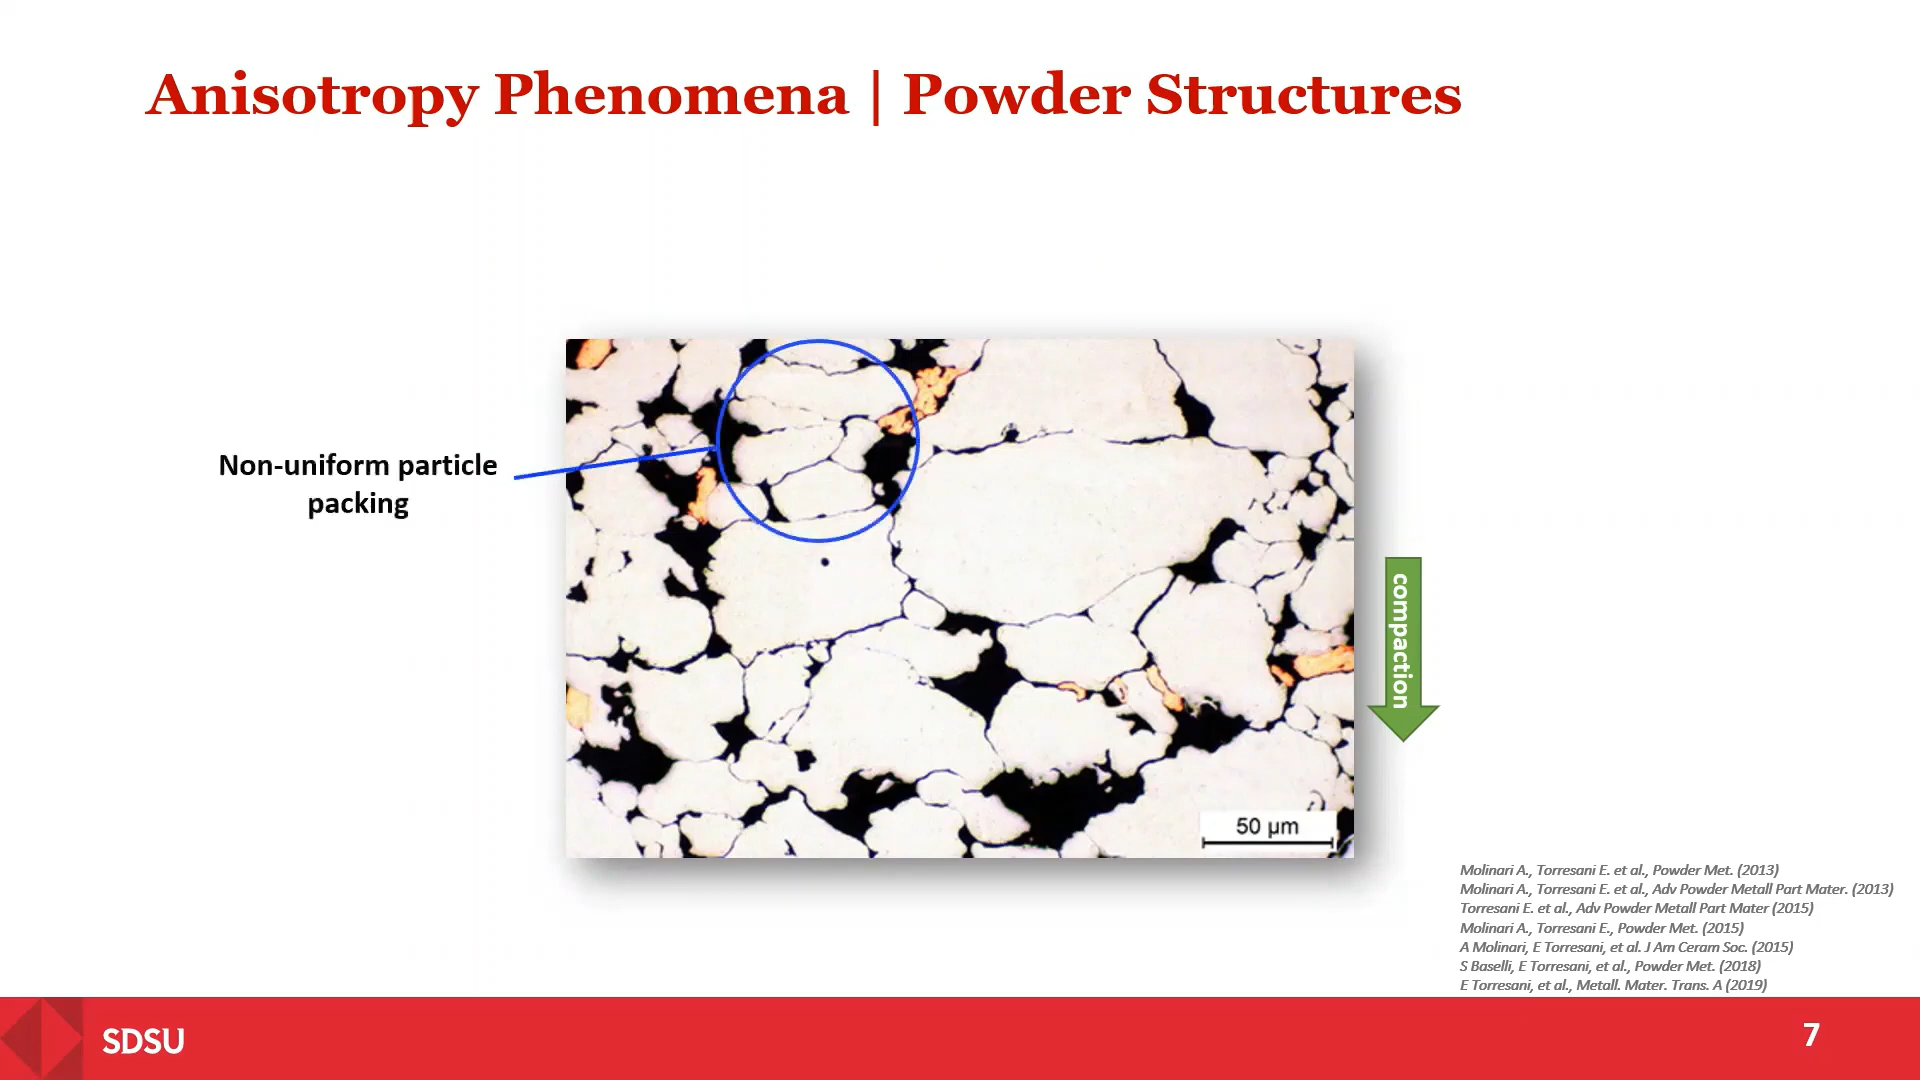 Anisotropy Phenomena | Powder Structures
Non-uniform particle
packing
compaction
50 µm
Molinari A., Torresani E. et al., Powder Met. (2013)
Molinari A., Torresani E. et al., Adv Powder Metall Part Mater. (2013)
Torresani E. et al., Adv Powder Metall Part Mater (2015)
Molinari A., Torresani E., Powder Met. (2015)
A Molinari, E Torresani, et al. J Am Ceram Soc. (2015)
S Baselli, E Torresani, et al., Powder Met. (2018)
E Torresani, et al., Metall. Mater. Trans. A (2019)
SDSU
7